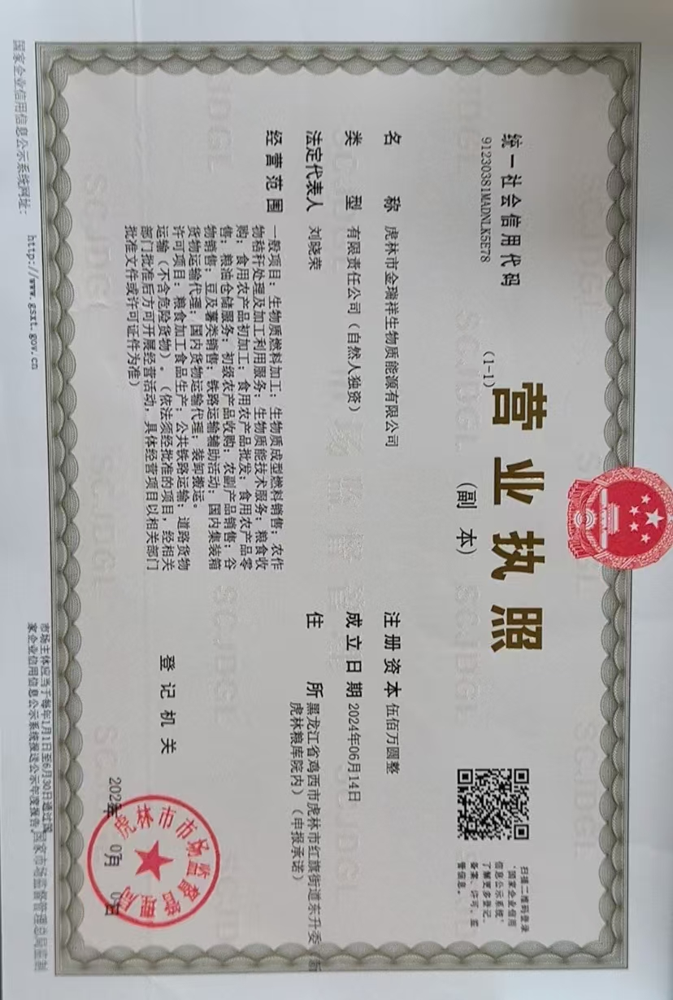 营业执照
(副本)
(1-1)
统一社会信用代码
91230381MADNLK5E78
扫描二维码登录
“国家企业信用
信息公示系统”
了解更多登记、
备案、许可、监
管信息。
名称 虎林市金瑞祥生物质能源有限公司
类型 有限责任公司（自然人独资）
法定代表人 刘晓荣
经营范围 一般项目：生物质燃料加工；生物质成型燃料销售；农作
物秸秆处理及加工利用服务；生物质能技术服务；粮食收
购；食用农产品初加工；食用农产品批发；食用农产品零
售；粮油仓储服务；初级农产品收购；农副产品销售；谷
物销售；豆及薯类销售；铁路运输辅助活动；国内集装箱
货物运输代理；国内货物运输代理；装卸搬运。
许可项目：粮食加工食品生产；公共铁路运输；道路货物
运输（不含危险货物）。（依法须经批准的项目，经相关
部门批准后方可开展经营活动，具体经营项目以相关部门
批准文件或许可证件为准）
注册资本 伍佰万圆整
成立日期 2024年06月14日
住所 黑龙江省鸡西市虎林市红旗街道东升委（新
虎林粮库院内）（申报承诺）
登记机关
虎林市市场监督管理局
年 月 日
国家企业信用信息公示系统网址： http://www.gsxt.gov.cn
市场主体应当于每年1月1日至6月30日通过国
家企业信用信息公示系统报送公示年度报告
国家市场监督管理总局监制
SCJDGL
市场监督管理